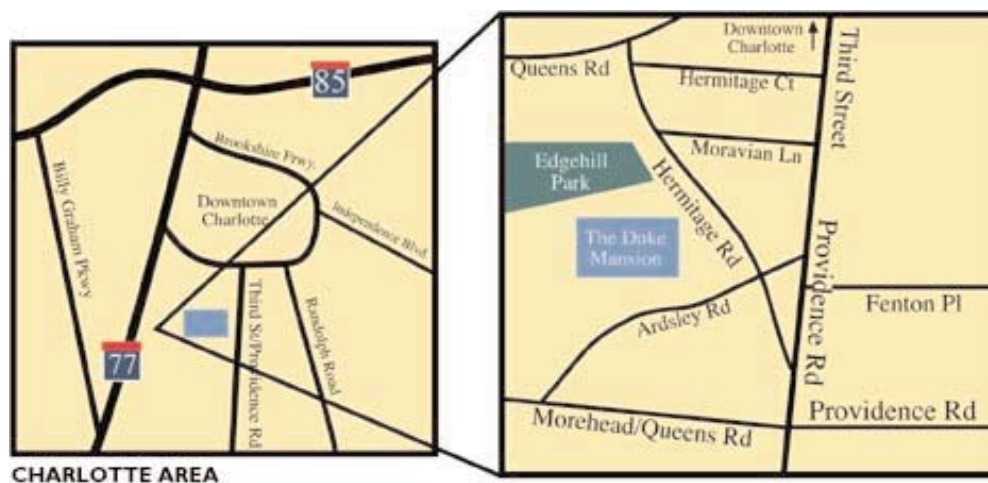 85
Brookshire Frwy.
Billy Graham Pkwy
Downtown
Charlotte
Independence Blvd
Third St/Providence Rd
Randolph Road
77
CHARLOTTE AREA
Downtown
Charlotte
Queens Rd
Hermitage Ct
Third Street
Moravian Ln
Edgehill
Park
Hermitage Rd
The Duke
Mansion
Providence Rd
Fenton Pl
Ardsley Rd
Morehead/Queens Rd
Providence Rd